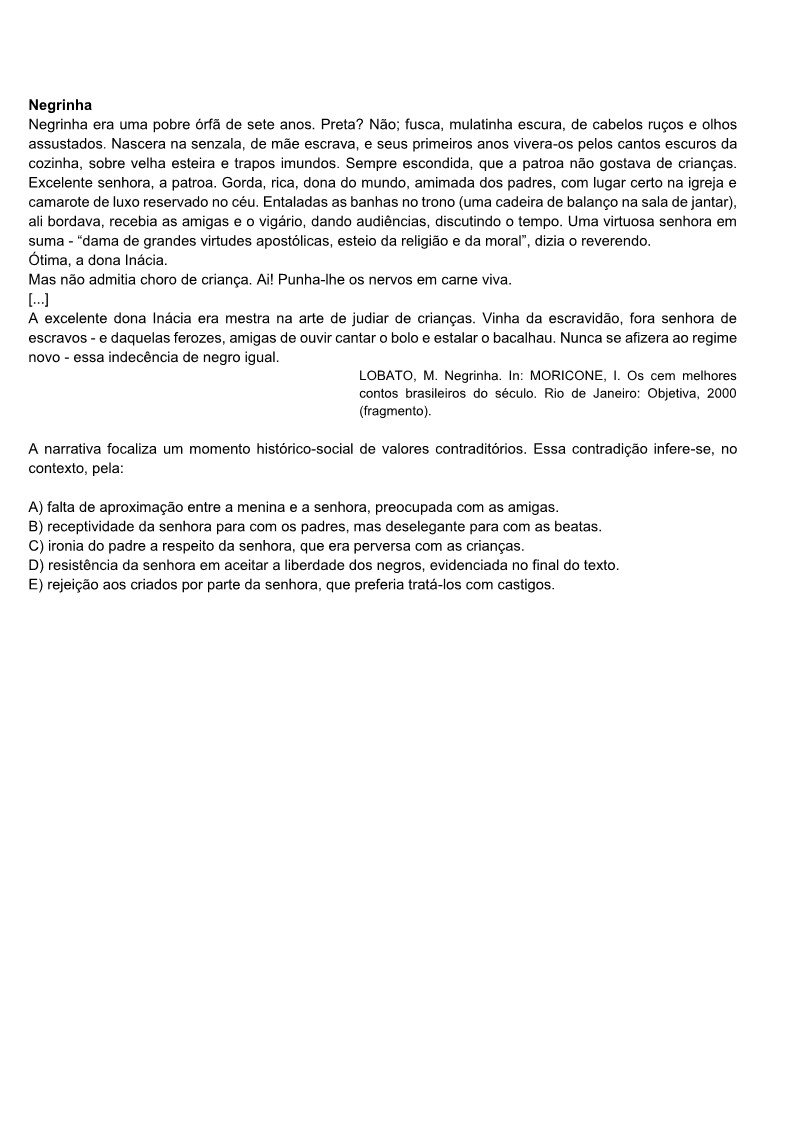 Negrinha
Negrinha era uma pobre órfã de sete anos. Preta? Não; fusca, mulatinha escura, de cabelos ruços e olhos
assustados. Nascera na senzala, de mãe escrava, e seus primeiros anos vivera-os pelos cantos escuros da
cozinha, sobre velha esteira e trapos imundos. Sempre escondida, que a patroa não gostava de crianças.
Excelente senhora, a patroa. Gorda, rica, dona do mundo, amimada dos padres, com lugar certo na igreja e
camarote de luxo reservado no céu. Entaladas as banhas no trono (uma cadeira de balanço na sala de jantar),
ali bordava, recebia as amigas e o vigário, dando audiências, discutindo o tempo. Uma virtuosa senhora em
suma - “dama de grandes virtudes apostólicas, esteio da religião e da moral”, dizia o reverendo.
Ótima, a dona Inácia.
Mas não admitia choro de criança. Ai! Punha-lhe os nervos em carne viva.
[...]
A excelente dona Inácia era mestra na arte de judiar de crianças. Vinha da escravidão, fora senhora de
escravos - e daquelas ferozes, amigas de ouvir cantar o bolo e estalar o bacalhau. Nunca se afizera ao regime
novo - essa indecência de negro igual.
LOBATO, M. Negrinha. In: MORICONE, I. Os cem melhores
contos brasileiros do século. Rio de Janeiro: Objetiva, 2000
(fragmento).
A narrativa focaliza um momento histórico-social de valores contraditórios. Essa contradição infere-se, no
contexto, pela:
A) falta de aproximação entre a menina e a senhora, preocupada com as amigas.
B) receptividade da senhora para com os padres, mas deselegante para com as beatas.
C) ironia do padre a respeito da senhora, que era perversa com as crianças.
D) resistência da senhora em aceitar a liberdade dos negros, evidenciada no final do texto.
E) rejeição aos criados por parte da senhora, que preferia tratá-los com castigos.